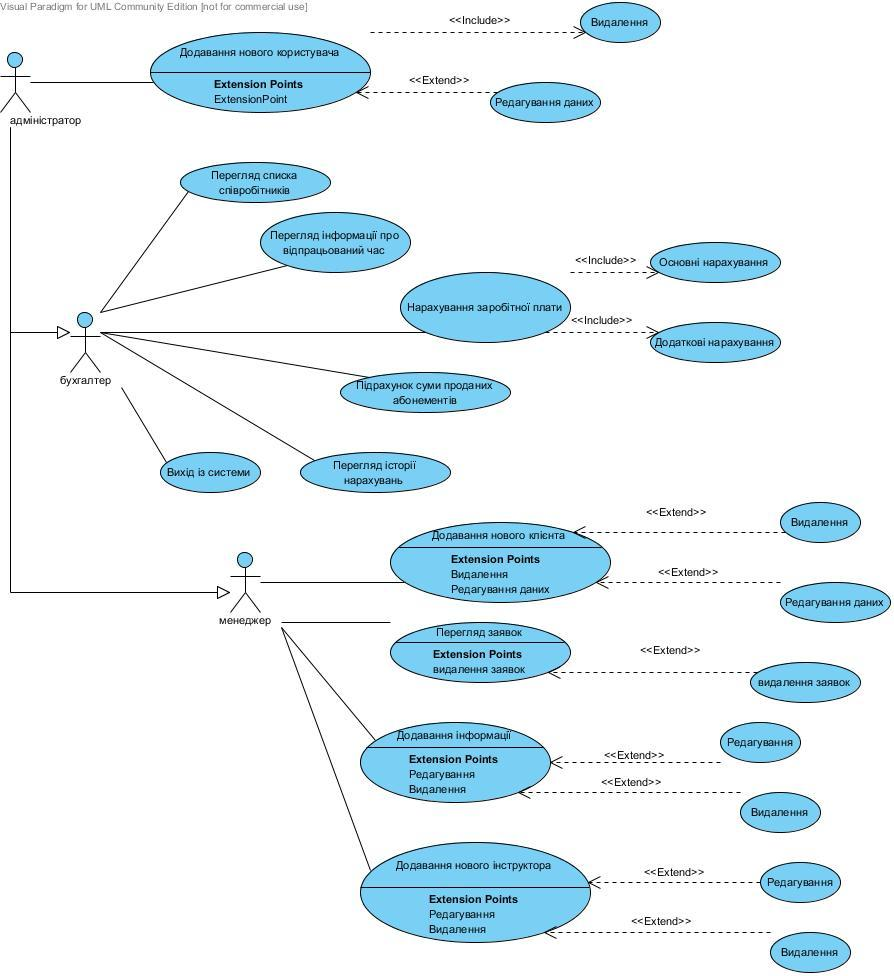 Visual Paradigm for UML Community Edition [not for commercial use]
<<Include>>
Видалення
Додавання нового користувача
Extension Points
ExtensionPoint
<<Extend>>
Редагування даних
адміністратор
Перегляд списка
співробітників
Перегляд інформації про
відпрацьований час
<<Include>>
Основні нарахування
Нарахування заробітної плати
<<Include>>
Додаткові нарахування
бухгалтер
Підрахунок суми проданих
абонементів
Вихід із системи
Перегляд історії
нарахувань
<<Extend>>
Видалення
Додавання нового клієнта
Extension Points
Видалення
Редагування даних
<<Extend>>
Редагування даних
менеджер
Перегляд заявок
Extension Points
видалення заявок
<<Extend>>
видалення заявок
Додавання інформації
Extension Points
Редагування
Видалення
<<Extend>>
Редагування
<<Extend>>
Видалення
Додавання нового інструктора
Extension Points
Редагування
Видалення
<<Extend>>
Редагування
<<Extend>>
Видалення